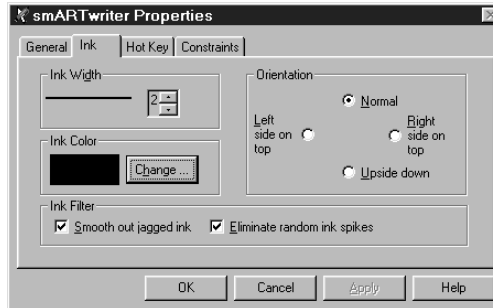 smARTwriter Properties
General Ink Hot Key Constraints
Ink Width
2
Ink Color
Change ...
Orientation
Normal
Left side on top
Right side on top
Upside down
Ink Filter
Smooth out jagged ink Eliminate random ink spikes
OK Cancel Apply Help